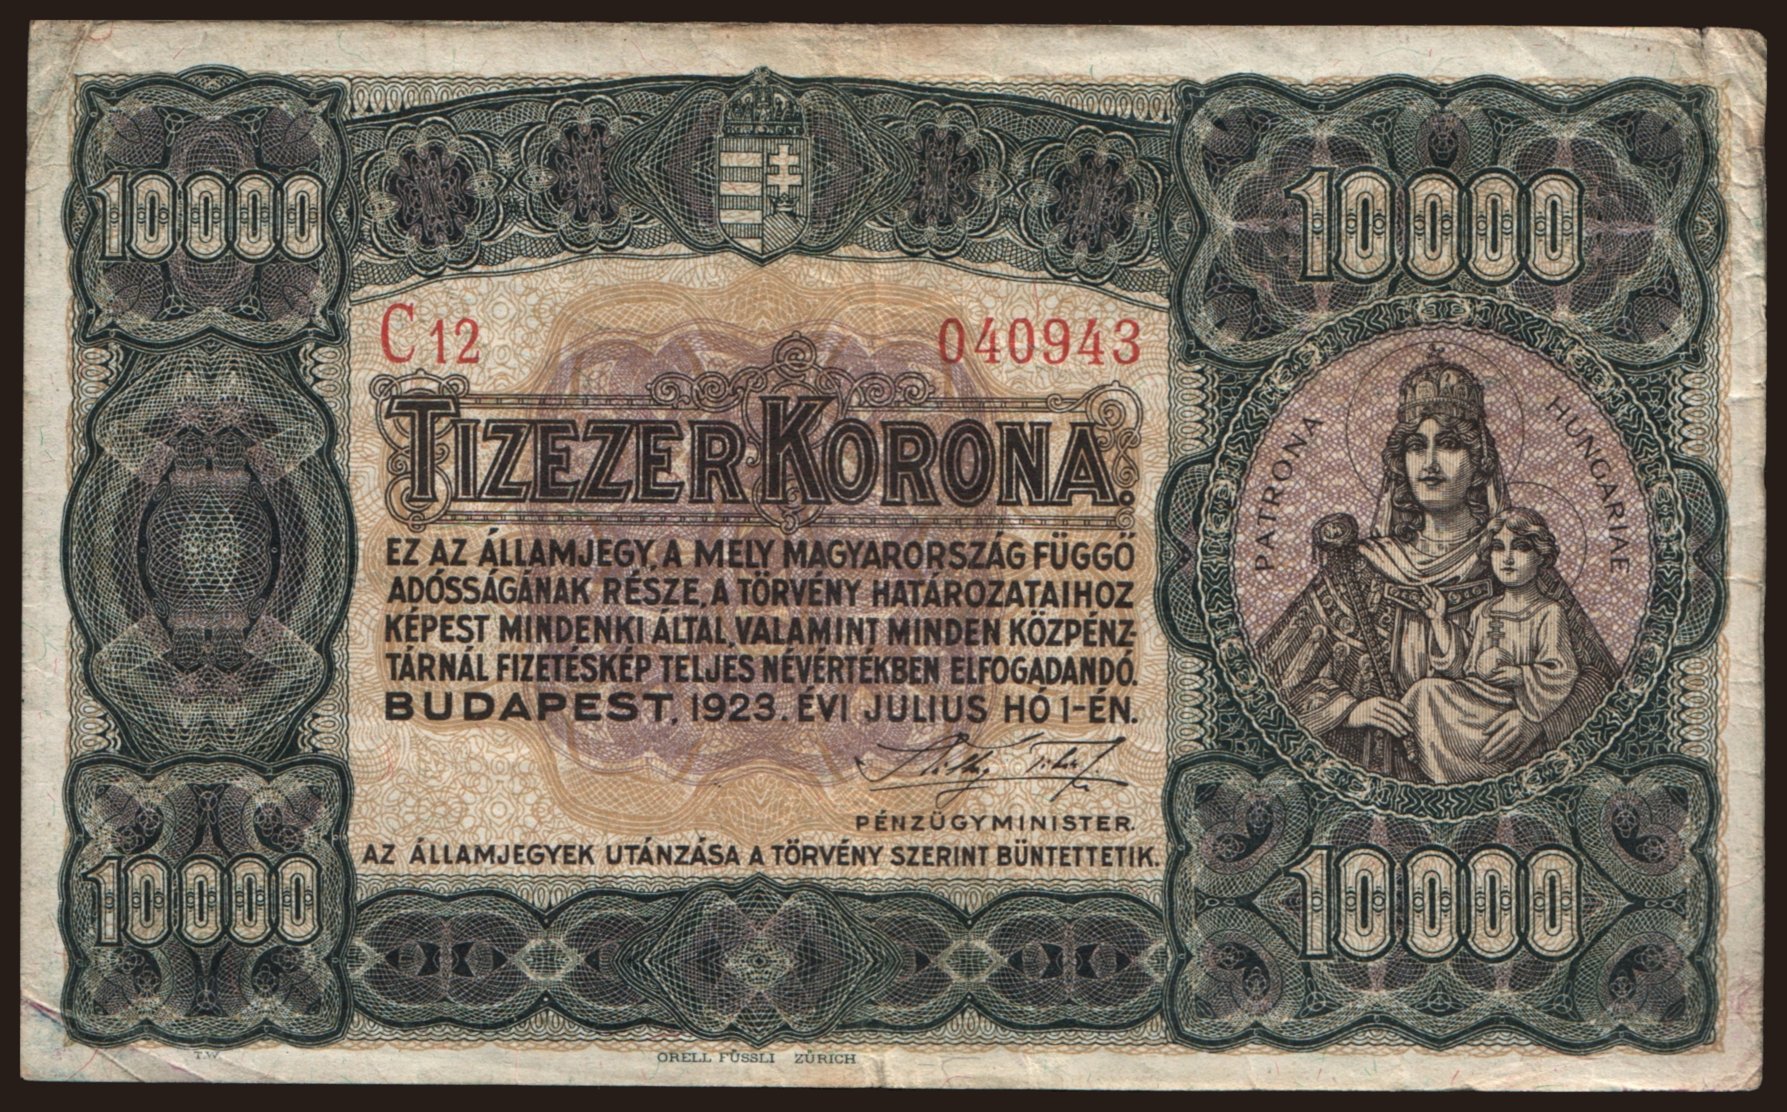 10000
10000
C 12
040943
TIZEZER KORONA.
EZ AZ ÁLLAMJEGY, A MELY MAGYARORSZÁG FÜGGŐ
ADÓSSÁGÁNAK RÉSZE, A TÖRVÉNY HATÁROZATAIHOZ
KÉPEST MINDENKI ÁLTAL, VALAMINT MINDEN KÖZPÉNZ-
TÁRNÁL FIZETÉSKÉP TELJES NÉVÉRTÉKBEN ELFOGADANDÓ.
BUDAPEST, 1923. ÉVI JULIUS HÓ 1-ÉN.
PÉNZÜGYMINISTER.
AZ ÁLLAMJEGYEK UTÁNZÁSA A TÖRVÉNY SZERINT BÜNTETTETIK.
PATRONA HUNGARIAE
10000
10000
T.W.
ORELL FÜSSLI ZÜRICH